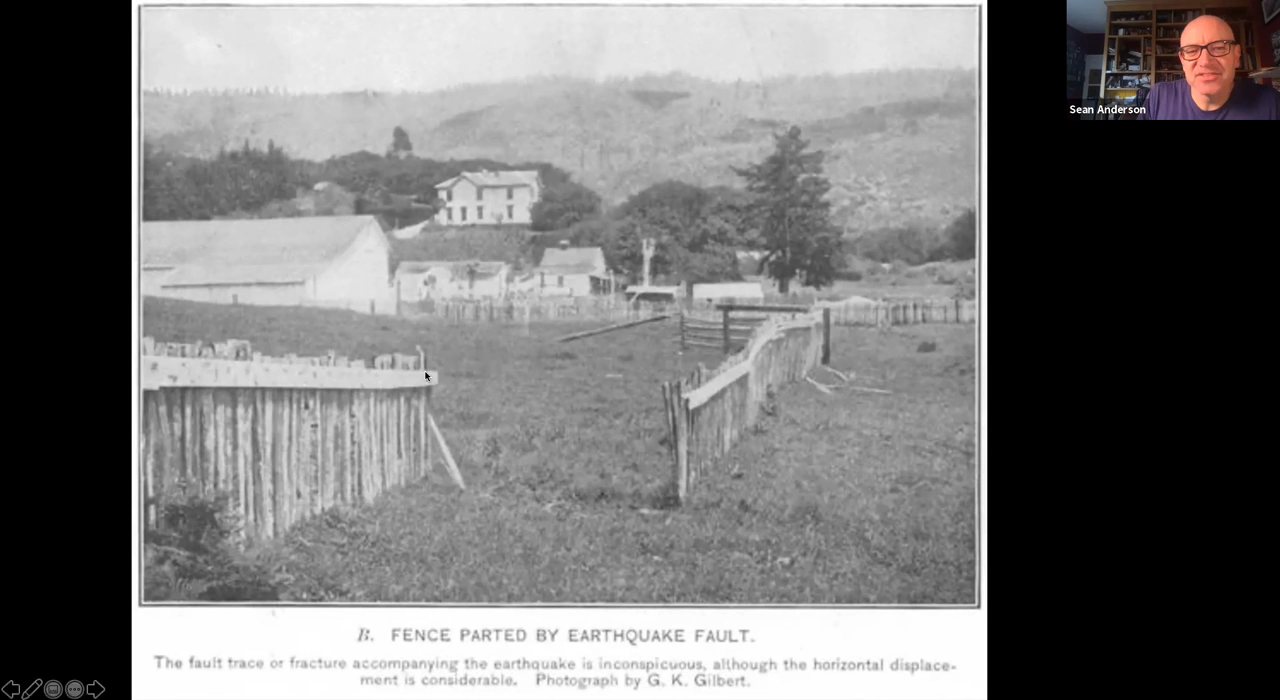 Sean Anderson
B. FENCE PARTED BY EARTHQUAKE FAULT.
The fault trace or fracture accompanying the earthquake is inconspicuous, although the horizontal displace-
ment is considerable. Photograph by G. K. Gilbert.